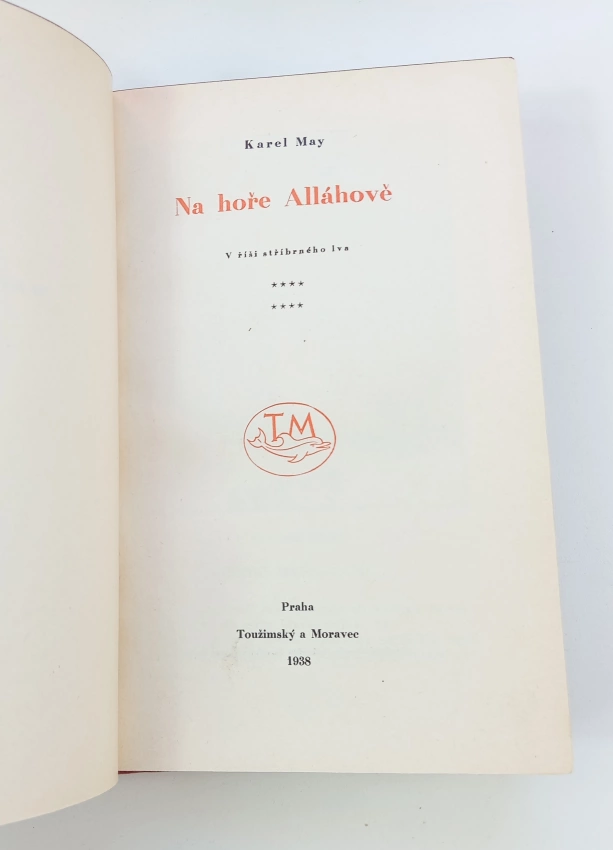 Karel May
Na hoře Alláhově
V říši stříbrného lva
****
****
TM
Praha
Toužimský a Moravec
1938